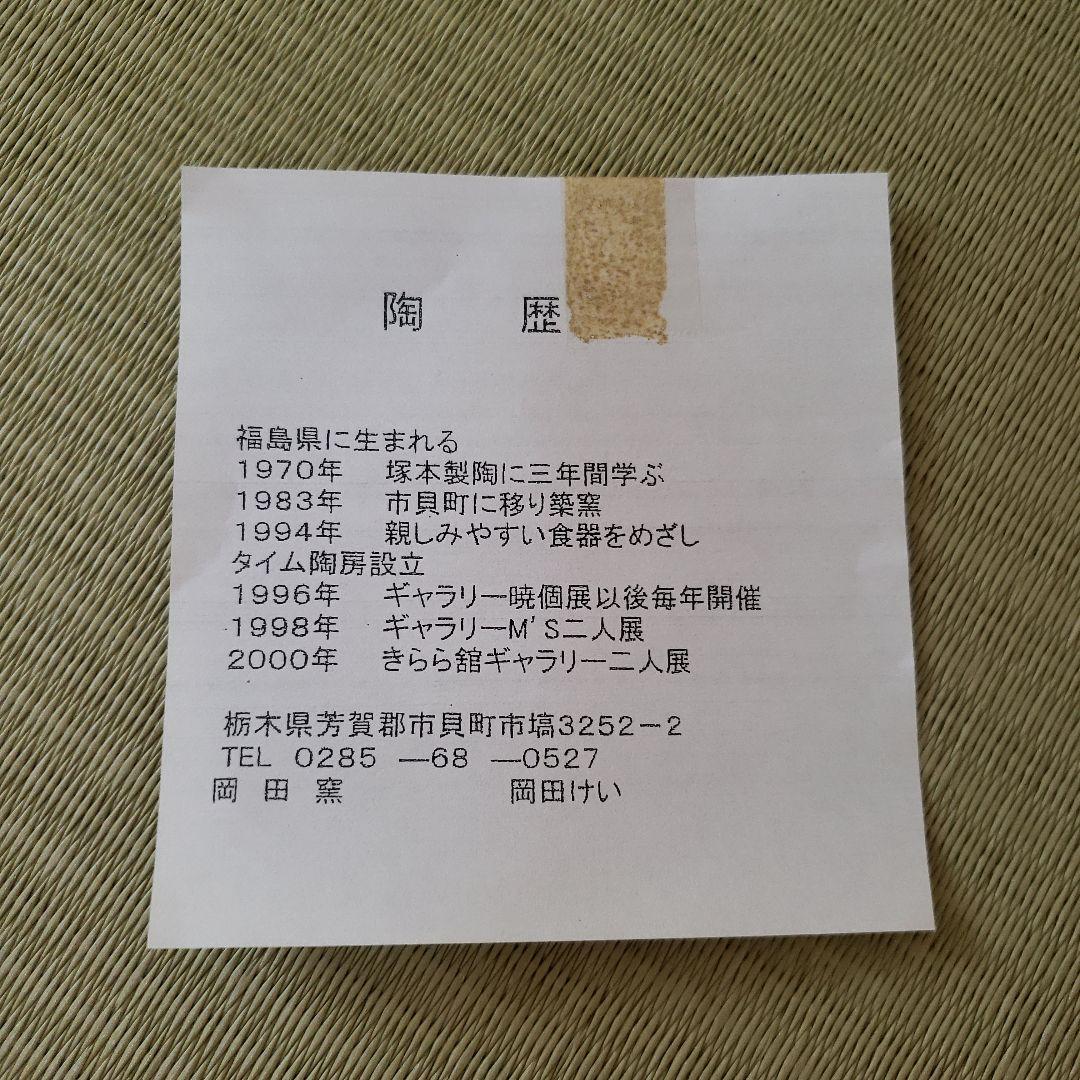 陶　歴
福島県に生まれる
1970年　塚本製陶に三年間学ぶ
1983年　市貝町に移り築窯
1994年　親しみやすい食器をめざし
タイム陶房設立
1996年　ギャラリー暁個展以後毎年開催
1998年　ギャラリーM'S二人展
2000年　きらら舘ギャラリー二人展
栃木県芳賀郡市貝町市塙3252－2
TEL 0285 ―68 ―0527
岡 田 窯　岡田けい